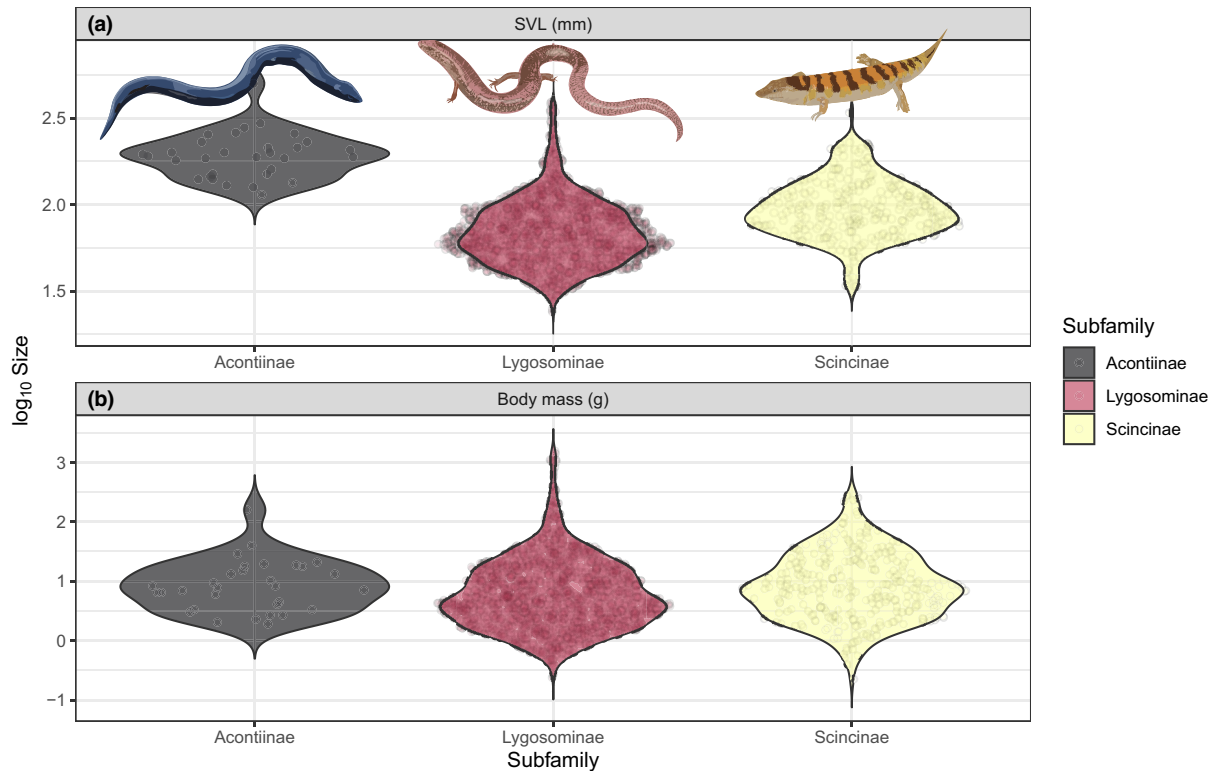 (a)
SVL (mm)
2.5
2.0
1.5
Acontiinae
Lygosominae
Scincinae
log10 Size
(b)
Body mass (g)
3
2
1
0
−1
Acontiinae
Lygosominae
Scincinae
Subfamily
Subfamily
Acontiinae
Lygosominae
Scincinae